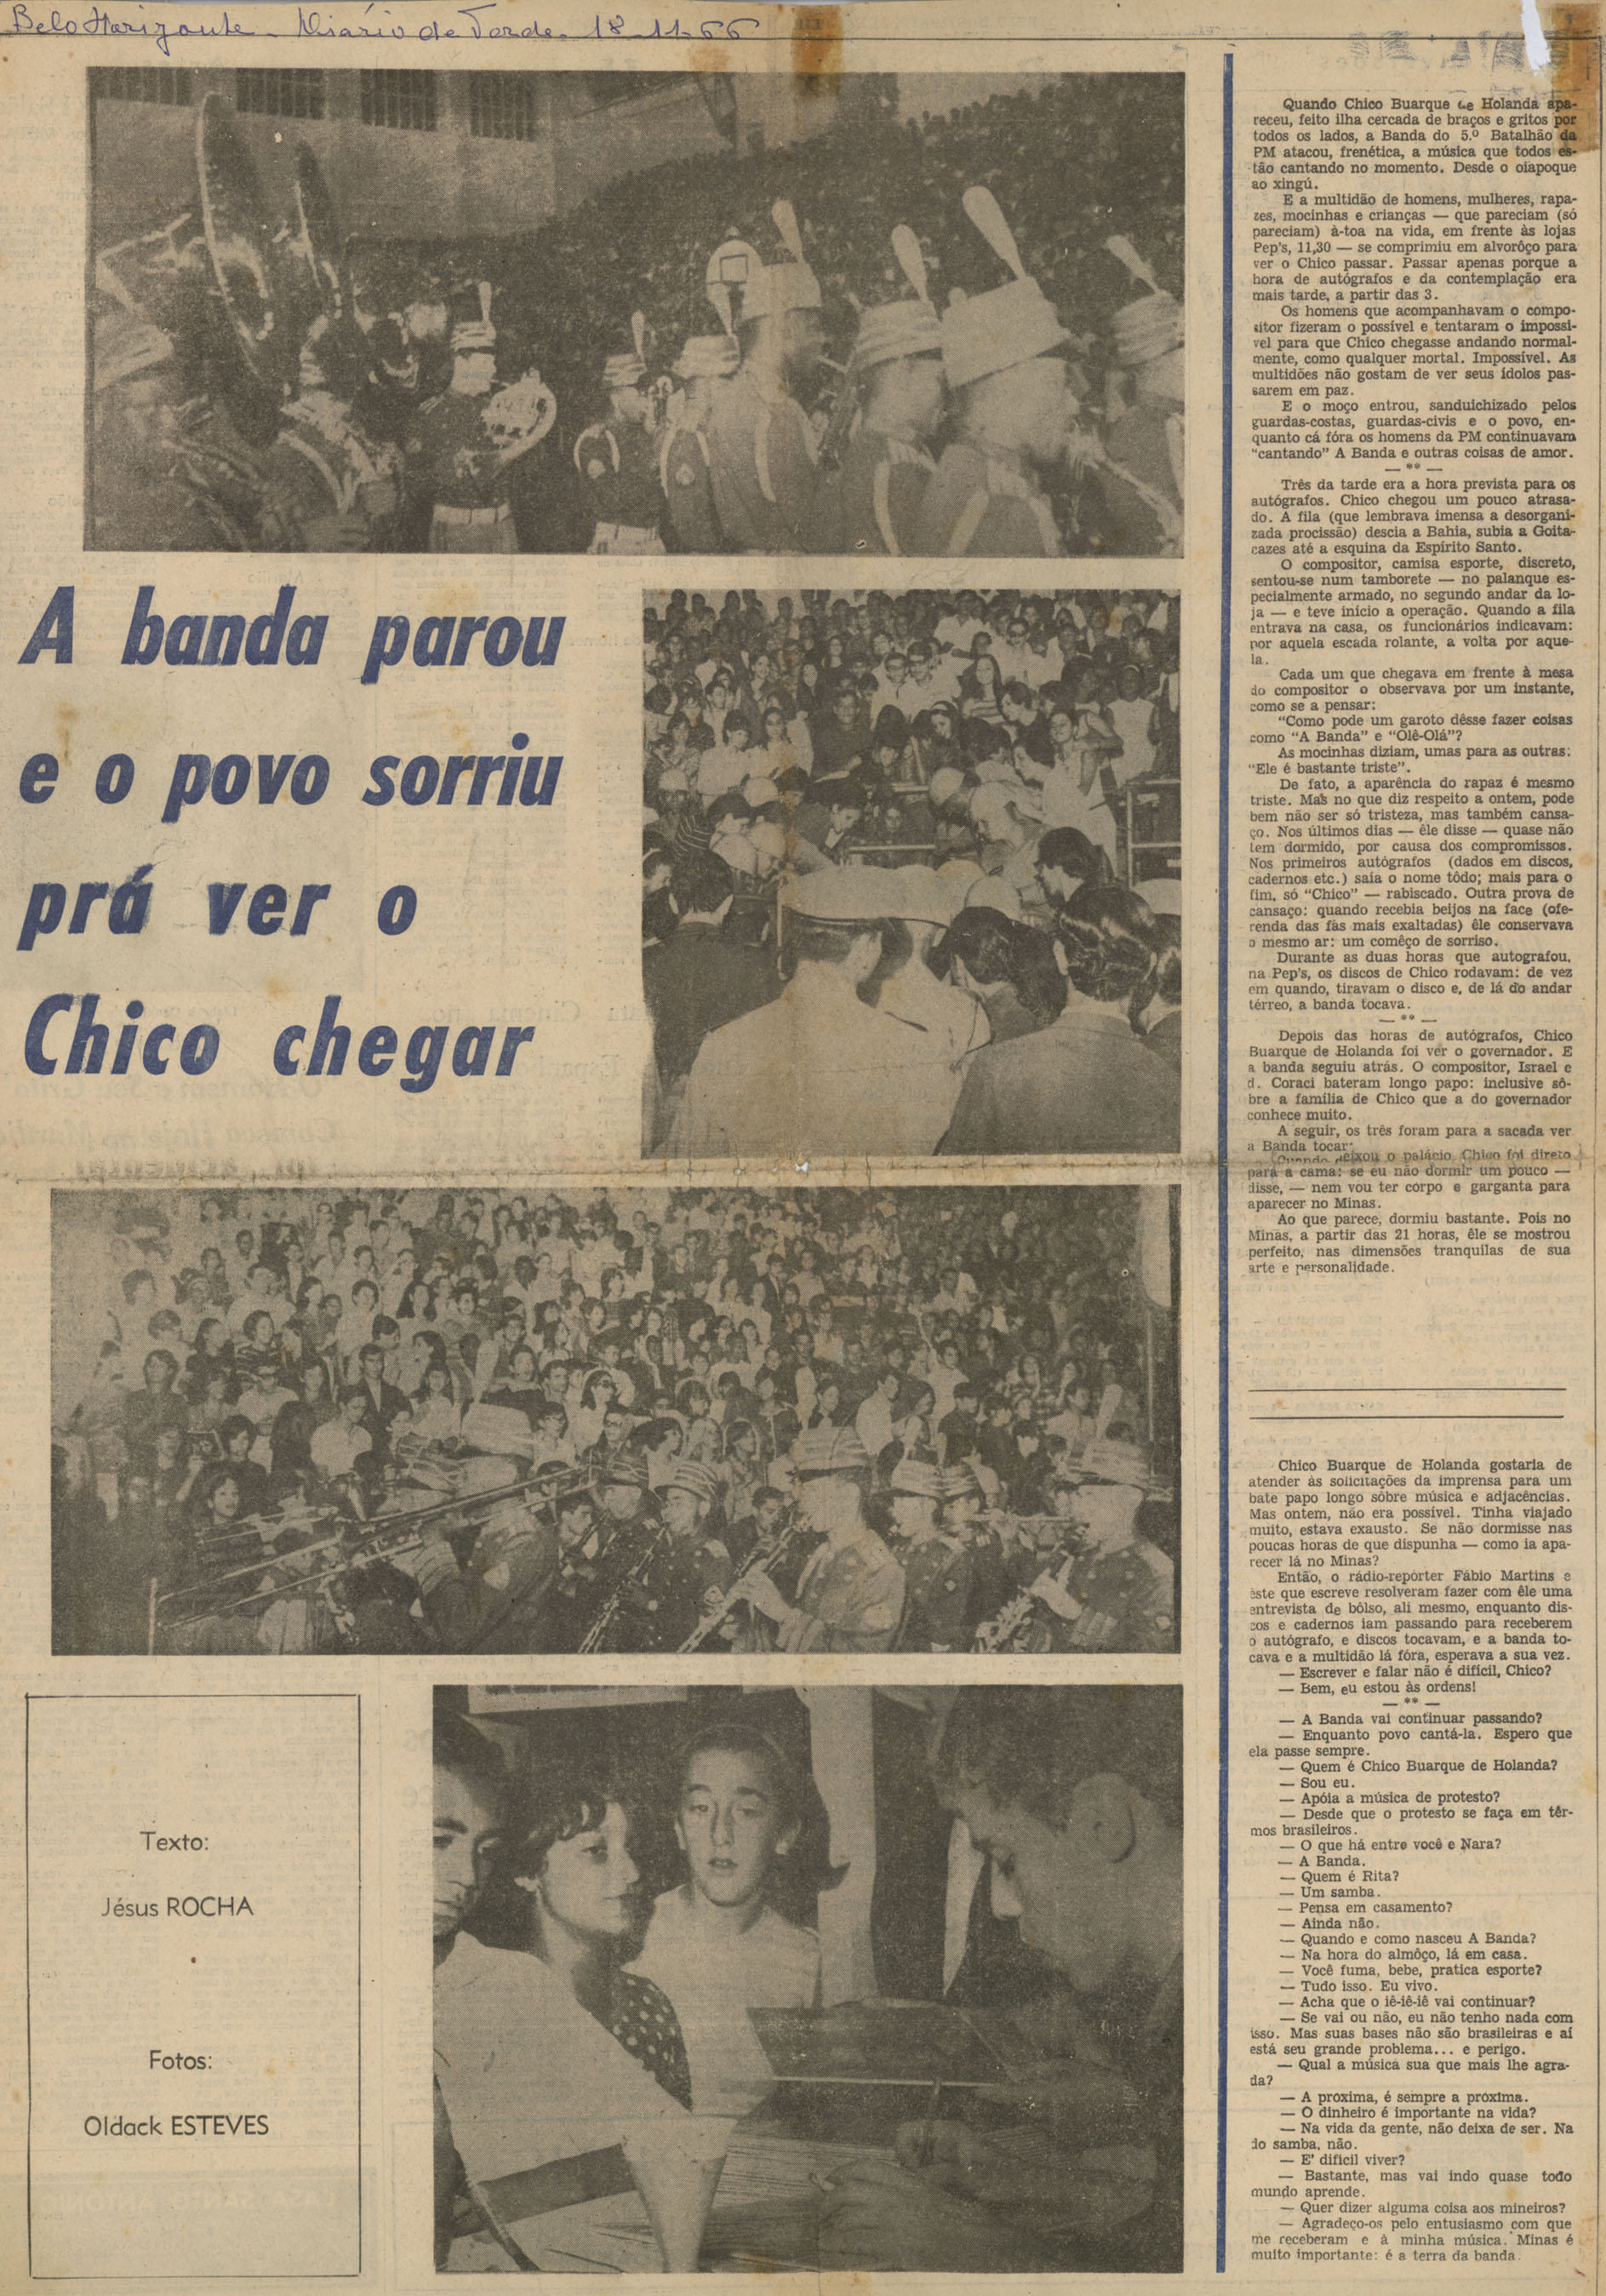 Belo Horizonte - Diário da Tarde - 18-11-66
A banda parou
e o povo sorriu
prá ver o
Chico chegar
Texto:
Jésus ROCHA
Fotos:
Oldack ESTEVES
Quando Chico Buarque de Holanda apa-
receu, feito ilha cercada de braços e gritos por
todos os lados, a Banda do 5.º Batalhão da
PM atacou, frenética, a música que todos es-
tão cantando no momento. Desde o oiapoque
ao xingú.
E a multidão de homens, mulheres, rapa-
zes, mocinhas e crianças — que pareciam (só
pareciam) à-toa na vida, em frente às lojas
Pep's, 11,30 — se comprimiu em alvorôço para
ver o Chico passar. Passar apenas porque a
hora de autógrafos e da contemplação era
mais tarde, a partir das 3.
Os homens que acompanhavam o compo-
sitor fizeram o possível e tentaram o impossi-
vel para que Chico chegasse andando normal-
mente, como qualquer mortal. Impossível. As
multidões não gostam de ver seus ídolos pas-
sarem em paz.
E o moço entrou, sanduichizado pelos
guardas-costas, guardas-civis e o povo, en-
quanto cá fóra os homens da PM continuavam
"cantando" A Banda e outras coisas de amor.
— ** —
Três da tarde era a hora prevista para os
autógrafos. Chico chegou um pouco atrasa-
do. A fila (que lembrava imensa a desorgani-
zada procissão) descia a Bahia, subia a Goita-
cazes até a esquina da Espírito Santo.
O compositor, camisa esporte, discreto,
sentou-se num tamborete — no palanque es-
pecialmente armado, no segundo andar da lo-
ja — e teve início a operação. Quando a fila
entrava na casa, os funcionários indicavam:
por aquela escada rolante, a volta por aque-
la.
Cada um que chegava em frente à mesa
do compositor o observava por um instante,
como se a pensar:
"Como pode um garoto dêsse fazer coisas
como "A Banda" e "Olê-Olá"?
As mocinhas diziam, umas para as outras:
"Ele é bastante triste".
De fato, a aparência do rapaz é mesmo
triste. Mas no que diz respeito a ontem, pode
bem não ser só tristeza, mas também cansa-
ço. Nos últimos dias — êle disse — quase não
tem dormido, por causa dos compromissos.
Nos primeiros autógrafos (dados em discos,
cadernos etc.) saía o nome tôdo; mais para o
fim, só "Chico" — rabiscado. Outra prova de
cansaço: quando recebia beijos na face (ofe-
renda das fãs mais exaltadas) êle conservava
o mesmo ar: um comêço de sorriso.
Durante as duas horas que autografou,
na Pep's, os discos de Chico rodavam: de vez
em quando, tiravam o disco e, de lá do andar
térreo, a banda tocava.
— ** —
Depois das horas de autógrafos, Chico
Buarque de Holanda foi ver o governador. E
a banda seguiu atrás. O compositor, Israel e
d. Coraci bateram longo papo: inclusive sô-
bre a família de Chico que a do governador
conhece muito.
A seguir, os três foram para a sacada ver
a Banda tocar:
Quando deixou o palácio, Chico foi direto
para a cama: se eu não dormir um pouco —
disse, — nem vou ter corpo e garganta para
aparecer no Minas.
Ao que parece, dormiu bastante. Pois no
Minas, a partir das 21 horas, êle se mostrou
perfeito, nas dimensões tranquilas de sua
arte e personalidade.
Chico Buarque de Holanda gostaria de
atender às solicitações da imprensa para um
bate papo longo sôbre música e adjacências.
Mas ontem, não era possível. Tinha viajado
muito, estava exausto. Se não dormisse nas
poucas horas de que dispunha — como ia apa-
recer lá no Minas?
Então, o rádio-repórter Fábio Martins e
êste que escreve resolveram fazer com êle uma
entrevista de bôlso, ali mesmo, enquanto dis-
cos e cadernos iam passando para receberem
o autógrafo, e discos tocavam, e a banda to-
cava e a multidão lá fóra, esperava a sua vez.
— Escrever e falar não é difícil, Chico?
— Bem, eu estou às ordens!
— ** —
— A Banda vai continuar passando?
— Enquanto povo cantá-la. Espero que
ela passe sempre.
— Quem é Chico Buarque de Holanda?
— Sou eu.
— Apóia a música de protesto?
— Desde que o protesto se faça em têr-
mos brasileiros.
— O que há entre você e Nara?
— A Banda.
— Quem é Rita?
— Um samba.
— Pensa em casamento?
— Ainda não.
— Quando e como nasceu A Banda?
— Na hora do almôço, lá em casa.
— Você fuma, bebe, pratica esporte?
— Tudo isso. Eu vivo.
— Acha que o iê-iê-iê vai continuar?
— Se vai ou não, eu não tenho nada com
isso. Mas suas bases não são brasileiras e aí
está seu grande problema... e perigo.
— Qual a música sua que mais lhe agra-
da?
— A próxima, é sempre a próxima.
— O dinheiro é importante na vida?
— Na vida da gente, não deixa de ser. Na
do samba, não.
— E' difícil viver?
— Bastante, mas vai indo quase todo
mundo aprende.
— Quer dizer alguma coisa aos mineiros?
— Agradeço-os pelo entusiasmo com que
me receberam e à minha música. Minas é
muito importante: é a terra da banda.